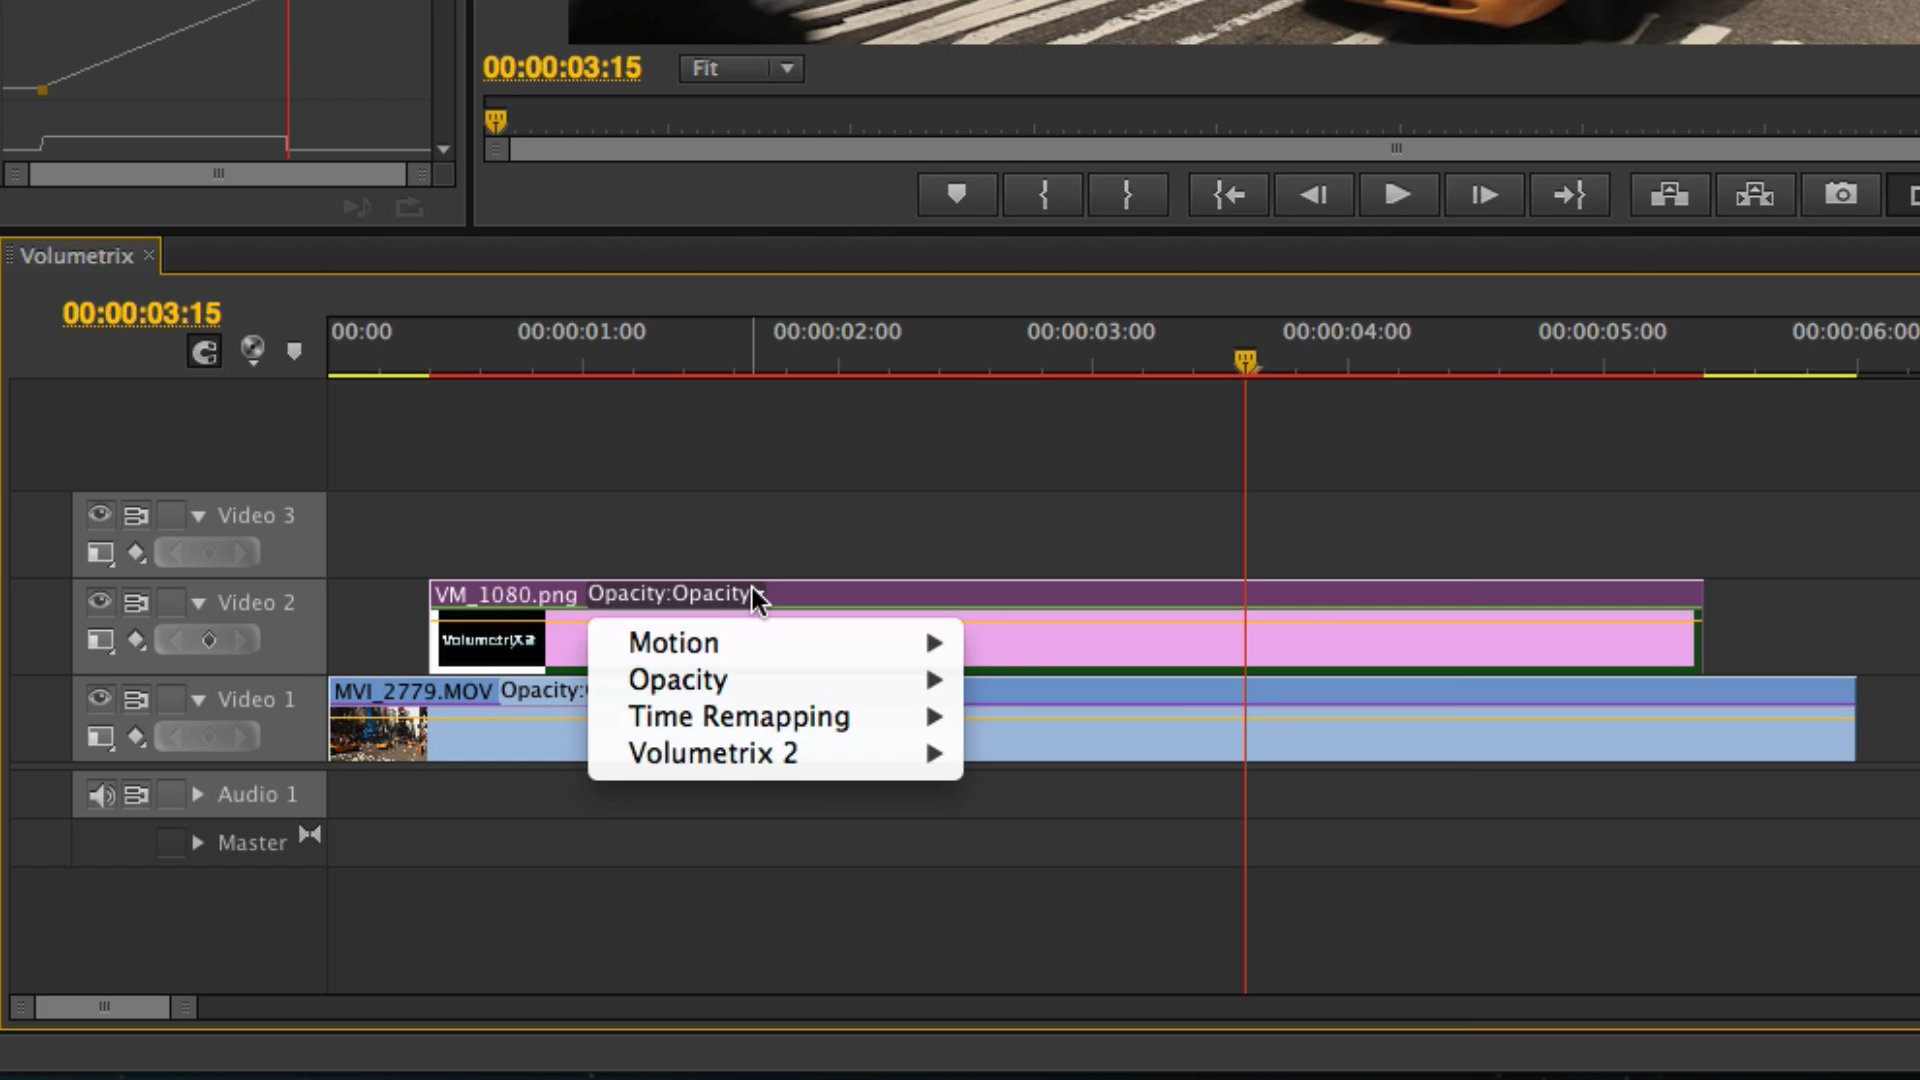 00:00:03:15
Fit
Volumetrix
00:00:03:15
00:00
00:00:01:00
00:00:02:00
00:00:03:00
00:00:04:00
00:00:05:00
00:00:06:00
Video 3
Video 2
VM_1080.png Opacity:Opacity
Motion
Opacity
Time Remapping
Volumetrix 2
Video 1
MVI_2779.MOV Opacity:
Audio 1
Master